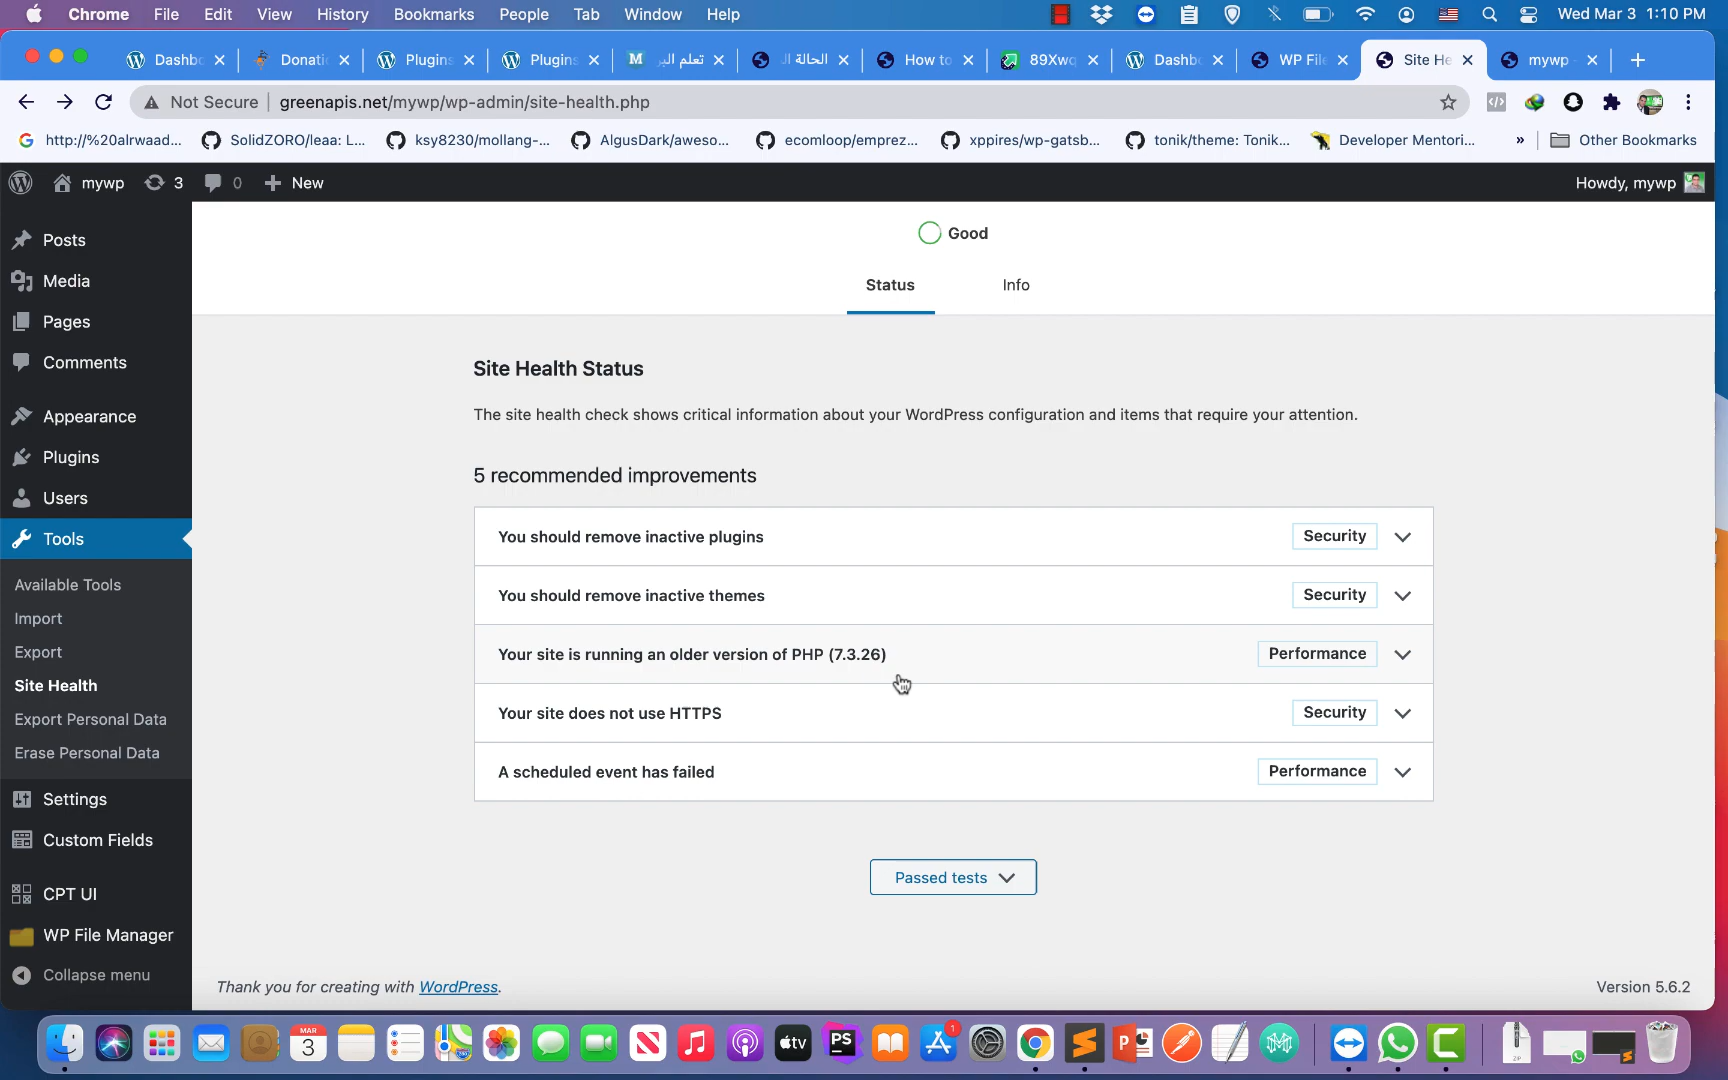 Chrome File Edit View History Bookmarks People Tab Window Help Wed Mar 3 1:10 PM
Dashb Donati Plugins Plugins تعلم الب الحالة ال How to 89Xwq Dashb WP File Site He mywp -
Not Secure greenapis.net/mywp/wp-admin/site-health.php
http://%20alrwaad... SolidZORO/leaa: L... ksy8230/mollang-... AlgusDark/aweso... ecomloop/emprez... xppires/wp-gatsb... tonik/theme: Tonik... Developer Mentori... » Other Bookmarks
mywp 3 0 New Howdy, mywp
Good
Status Info
Posts
Media
Pages
Comments
Appearance
Plugins
Users
Tools
Available Tools
Import
Export
Site Health
Export Personal Data
Erase Personal Data
Settings
Custom Fields
CPT UI
WP File Manager
Collapse menu
Site Health Status
The site health check shows critical information about your WordPress configuration and items that require your attention.
5 recommended improvements
You should remove inactive plugins Security
You should remove inactive themes Security
Your site is running an older version of PHP (7.3.26) Performance
Your site does not use HTTPS Security
A scheduled event has failed Performance
Passed tests
Thank you for creating with WordPress. Version 5.6.2
MAR
3
tv
PS
1